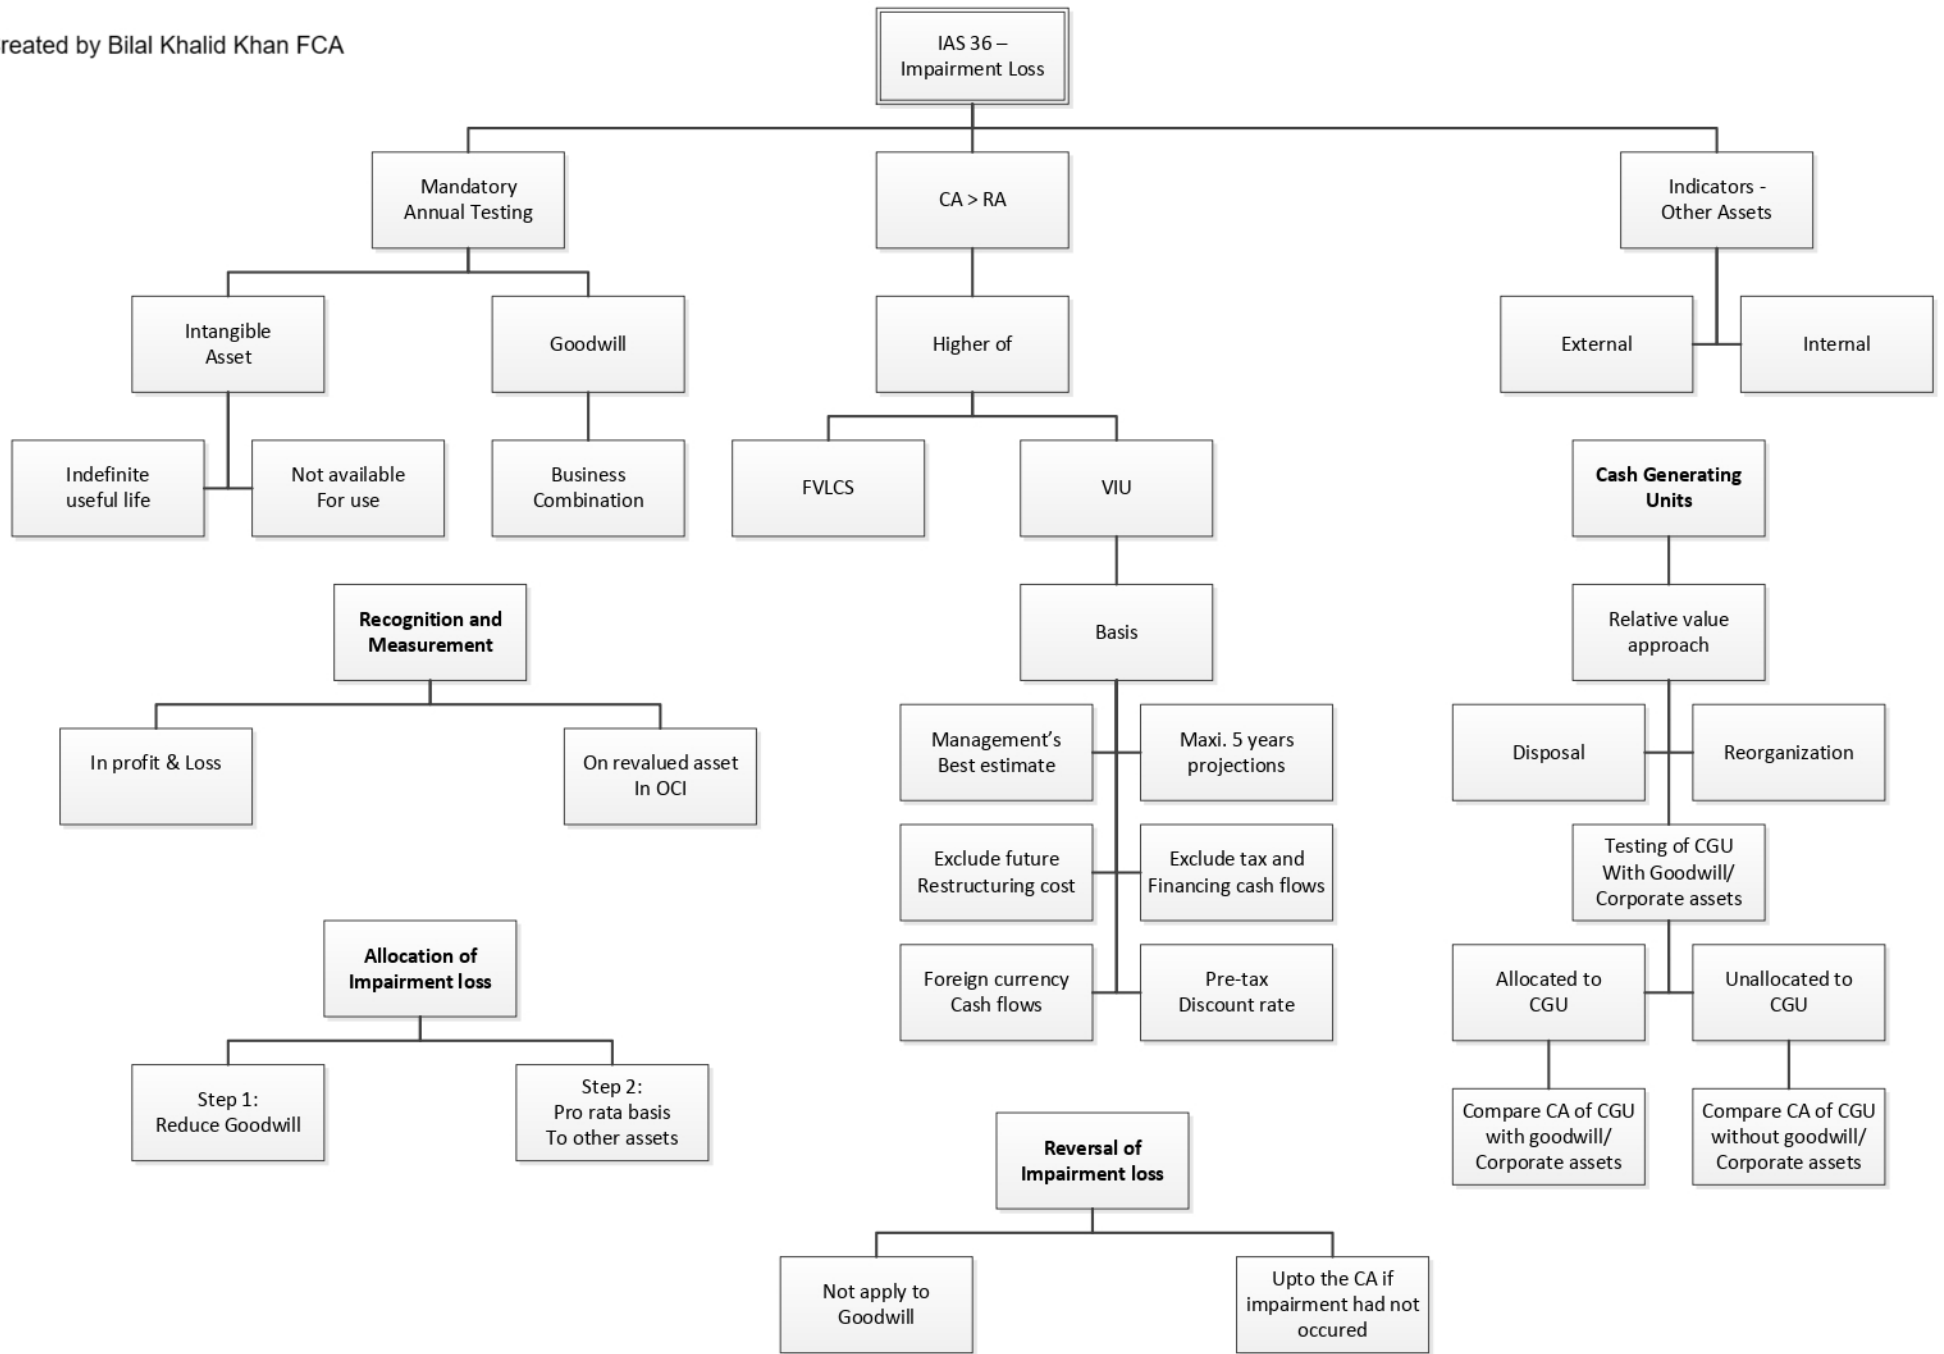 reated by Bilal Khalid Khan FCA
IAS 36 –
Impairment Loss
Mandatory
Annual Testing
CA > RA
Indicators -
Other Assets
Intangible
Asset
Goodwill
Higher of
External
Internal
Indefinite
useful life
Not available
For use
Business
Combination
FVLCS
VIU
Cash Generating
Units
Recognition and
Measurement
Basis
Relative value
approach
In profit & Loss
On revalued asset
In OCI
Management's
Best estimate
Maxi. 5 years
projections
Disposal
Reorganization
Exclude future
Restructuring cost
Exclude tax and
Financing cash flows
Testing of CGU
With Goodwill/
Corporate assets
Allocation of
Impairment loss
Foreign currency
Cash flows
Pre-tax
Discount rate
Allocated to
CGU
Unallocated to
CGU
Step 1:
Reduce Goodwill
Step 2:
Pro rata basis
To other assets
Compare CA of CGU
with goodwill/
Corporate assets
Compare CA of CGU
without goodwill/
Corporate assets
Reversal of
Impairment loss
Not apply to
Goodwill
Upto the CA if
impairment had not
occured